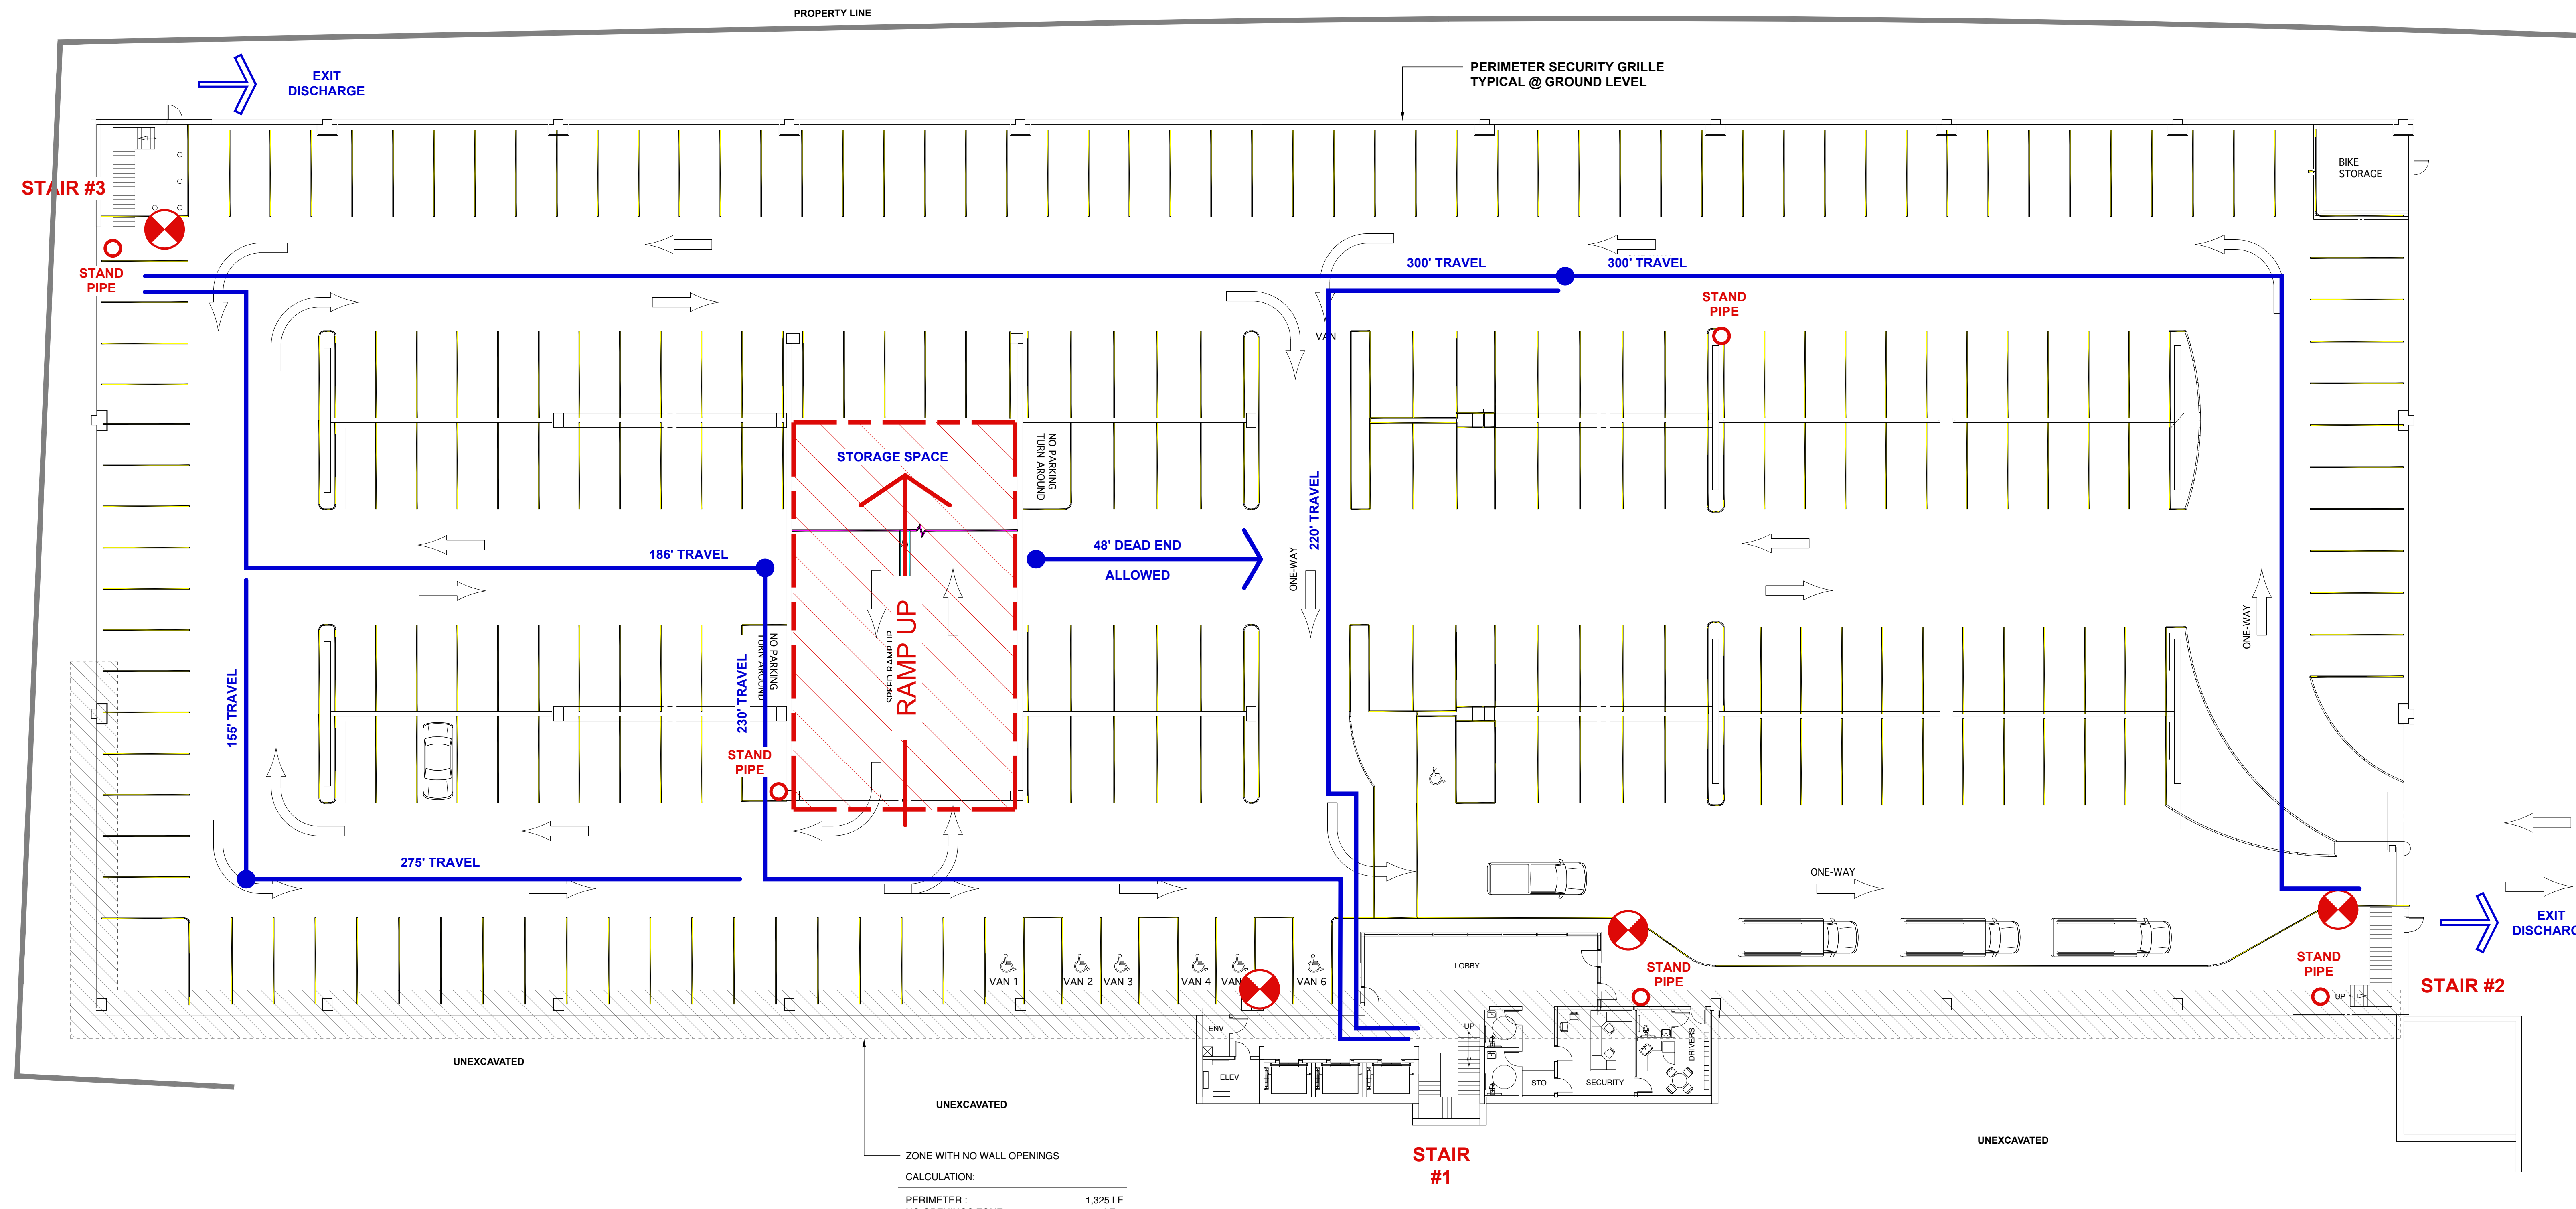 PROPERTY LINE
EXIT
DISCHARGE
PERIMETER SECURITY GRILLE
TYPICAL @ GROUND LEVEL
STAIR #3
BIKE
STORAGE
STAND
PIPE
300' TRAVEL
300' TRAVEL
STAND
PIPE
VAN
STORAGE SPACE
NO PARKING
TURN AROUND
186' TRAVEL
48' DEAD END
ALLOWED
220' TRAVEL
ONE-WAY
ONE-WAY
155' TRAVEL
230' TRAVEL
NO PARKING
TURN AROUND
SPEED RAMP UP
RAMP UP
STAND
PIPE
275' TRAVEL
ONE-WAY
EXIT
VAN 1
VAN 2
VAN 3
VAN 4
VAN
VAN 6
LOBBY
STAND
PIPE
STAND
PIPE
UP
STAIR #2
ENV
UP
DRIVERS
ELEV
STO
SECURITY
UNEXCAVATED
UNEXCAVATED
UNEXCAVATED
STAIR
#1
ZONE WITH NO WALL OPENINGS
CALCULATION:
PERIMETER : 1,325 LF